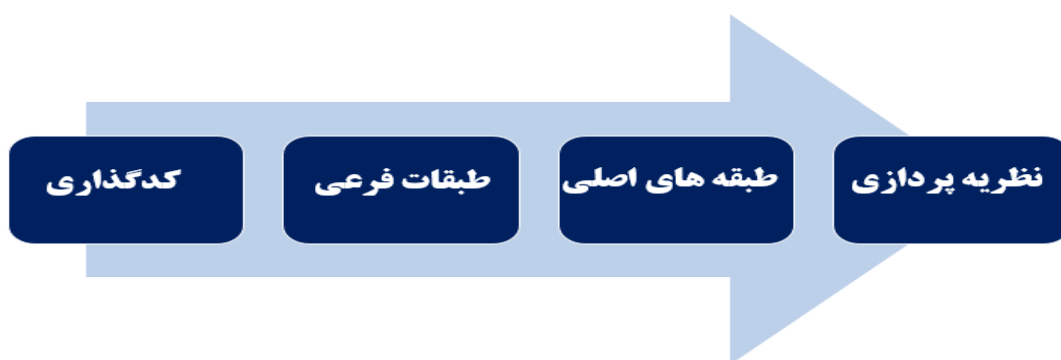 کدگذاری
طبقات فرعی
طبقه های اصلی
نظریه پردازی